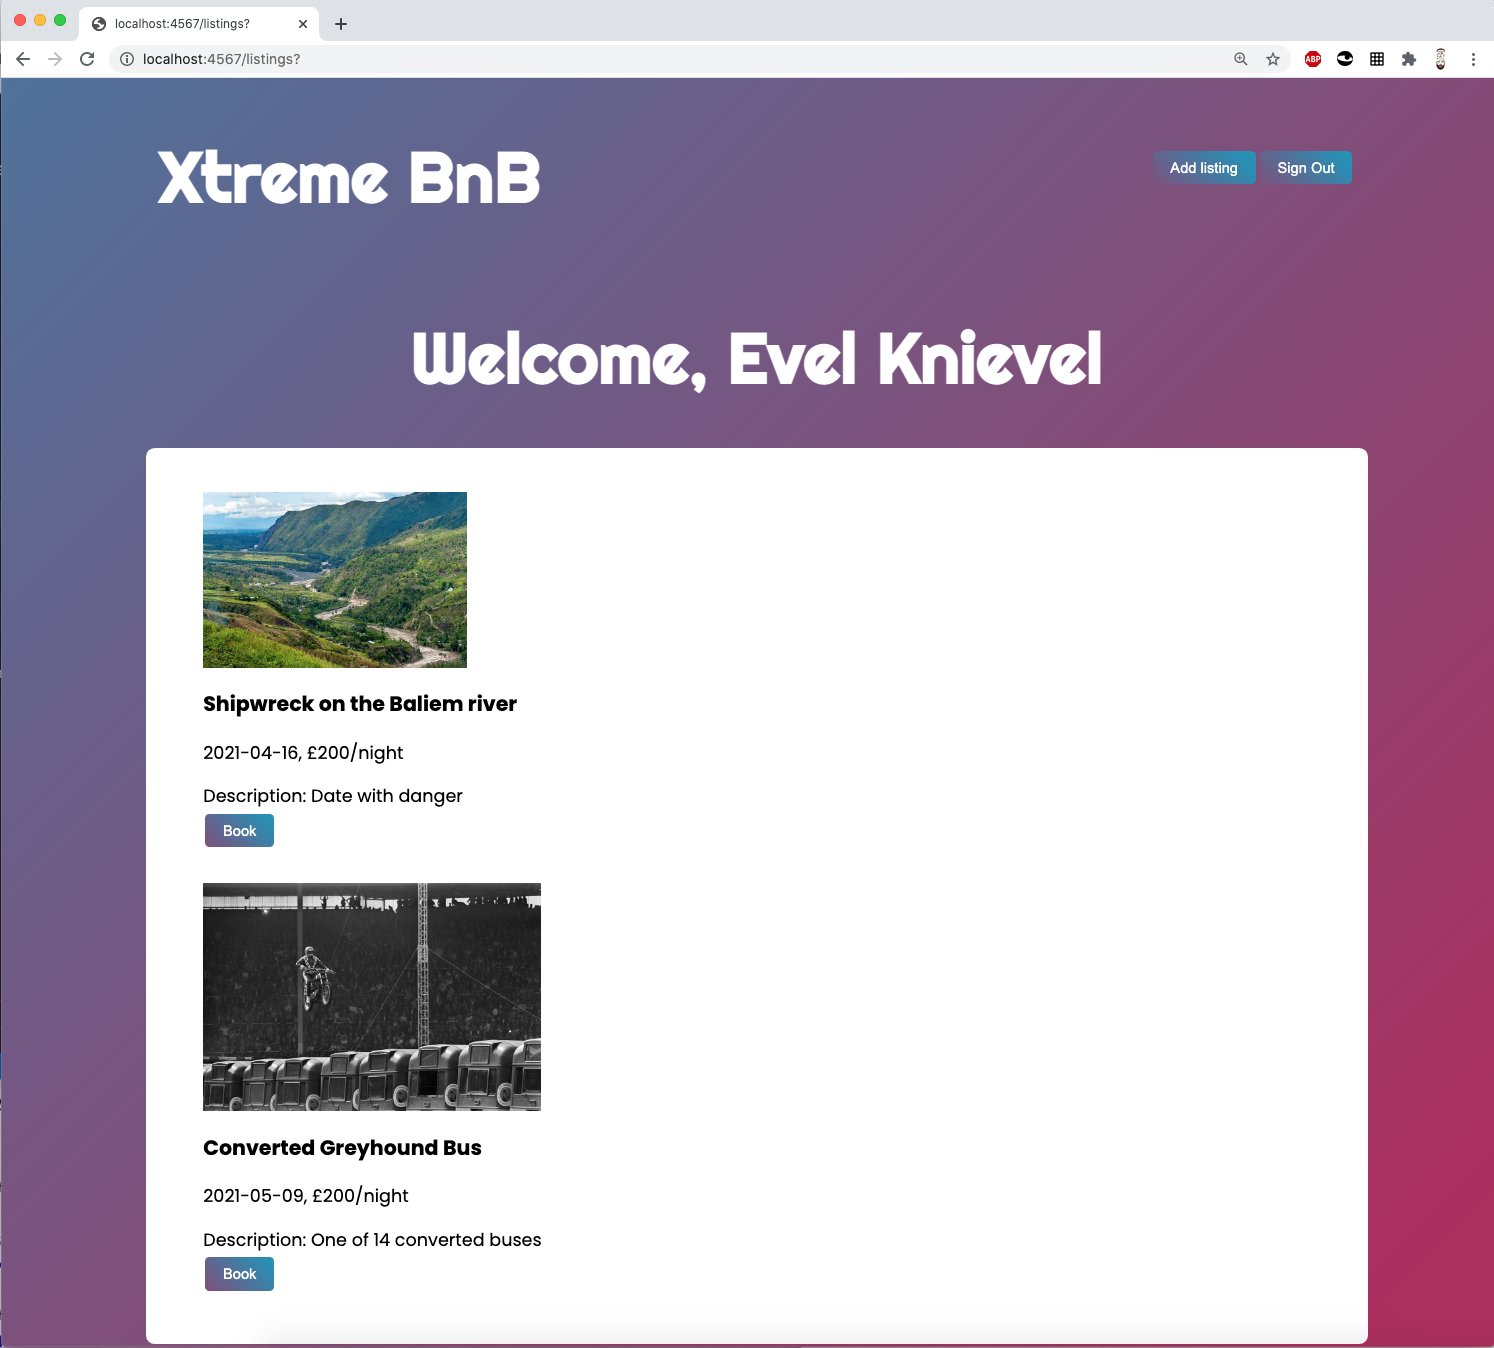 localhost:4567/listings?
localhost:4567/listings?
ABP
Xtreme BnB
Add listing
Sign Out
Welcome, Evel Knievel
Shipwreck on the Baliem river
2021-04-16, £200/night
Description: Date with danger
Book
Converted Greyhound Bus
2021-05-09, £200/night
Description: One of 14 converted buses
Book